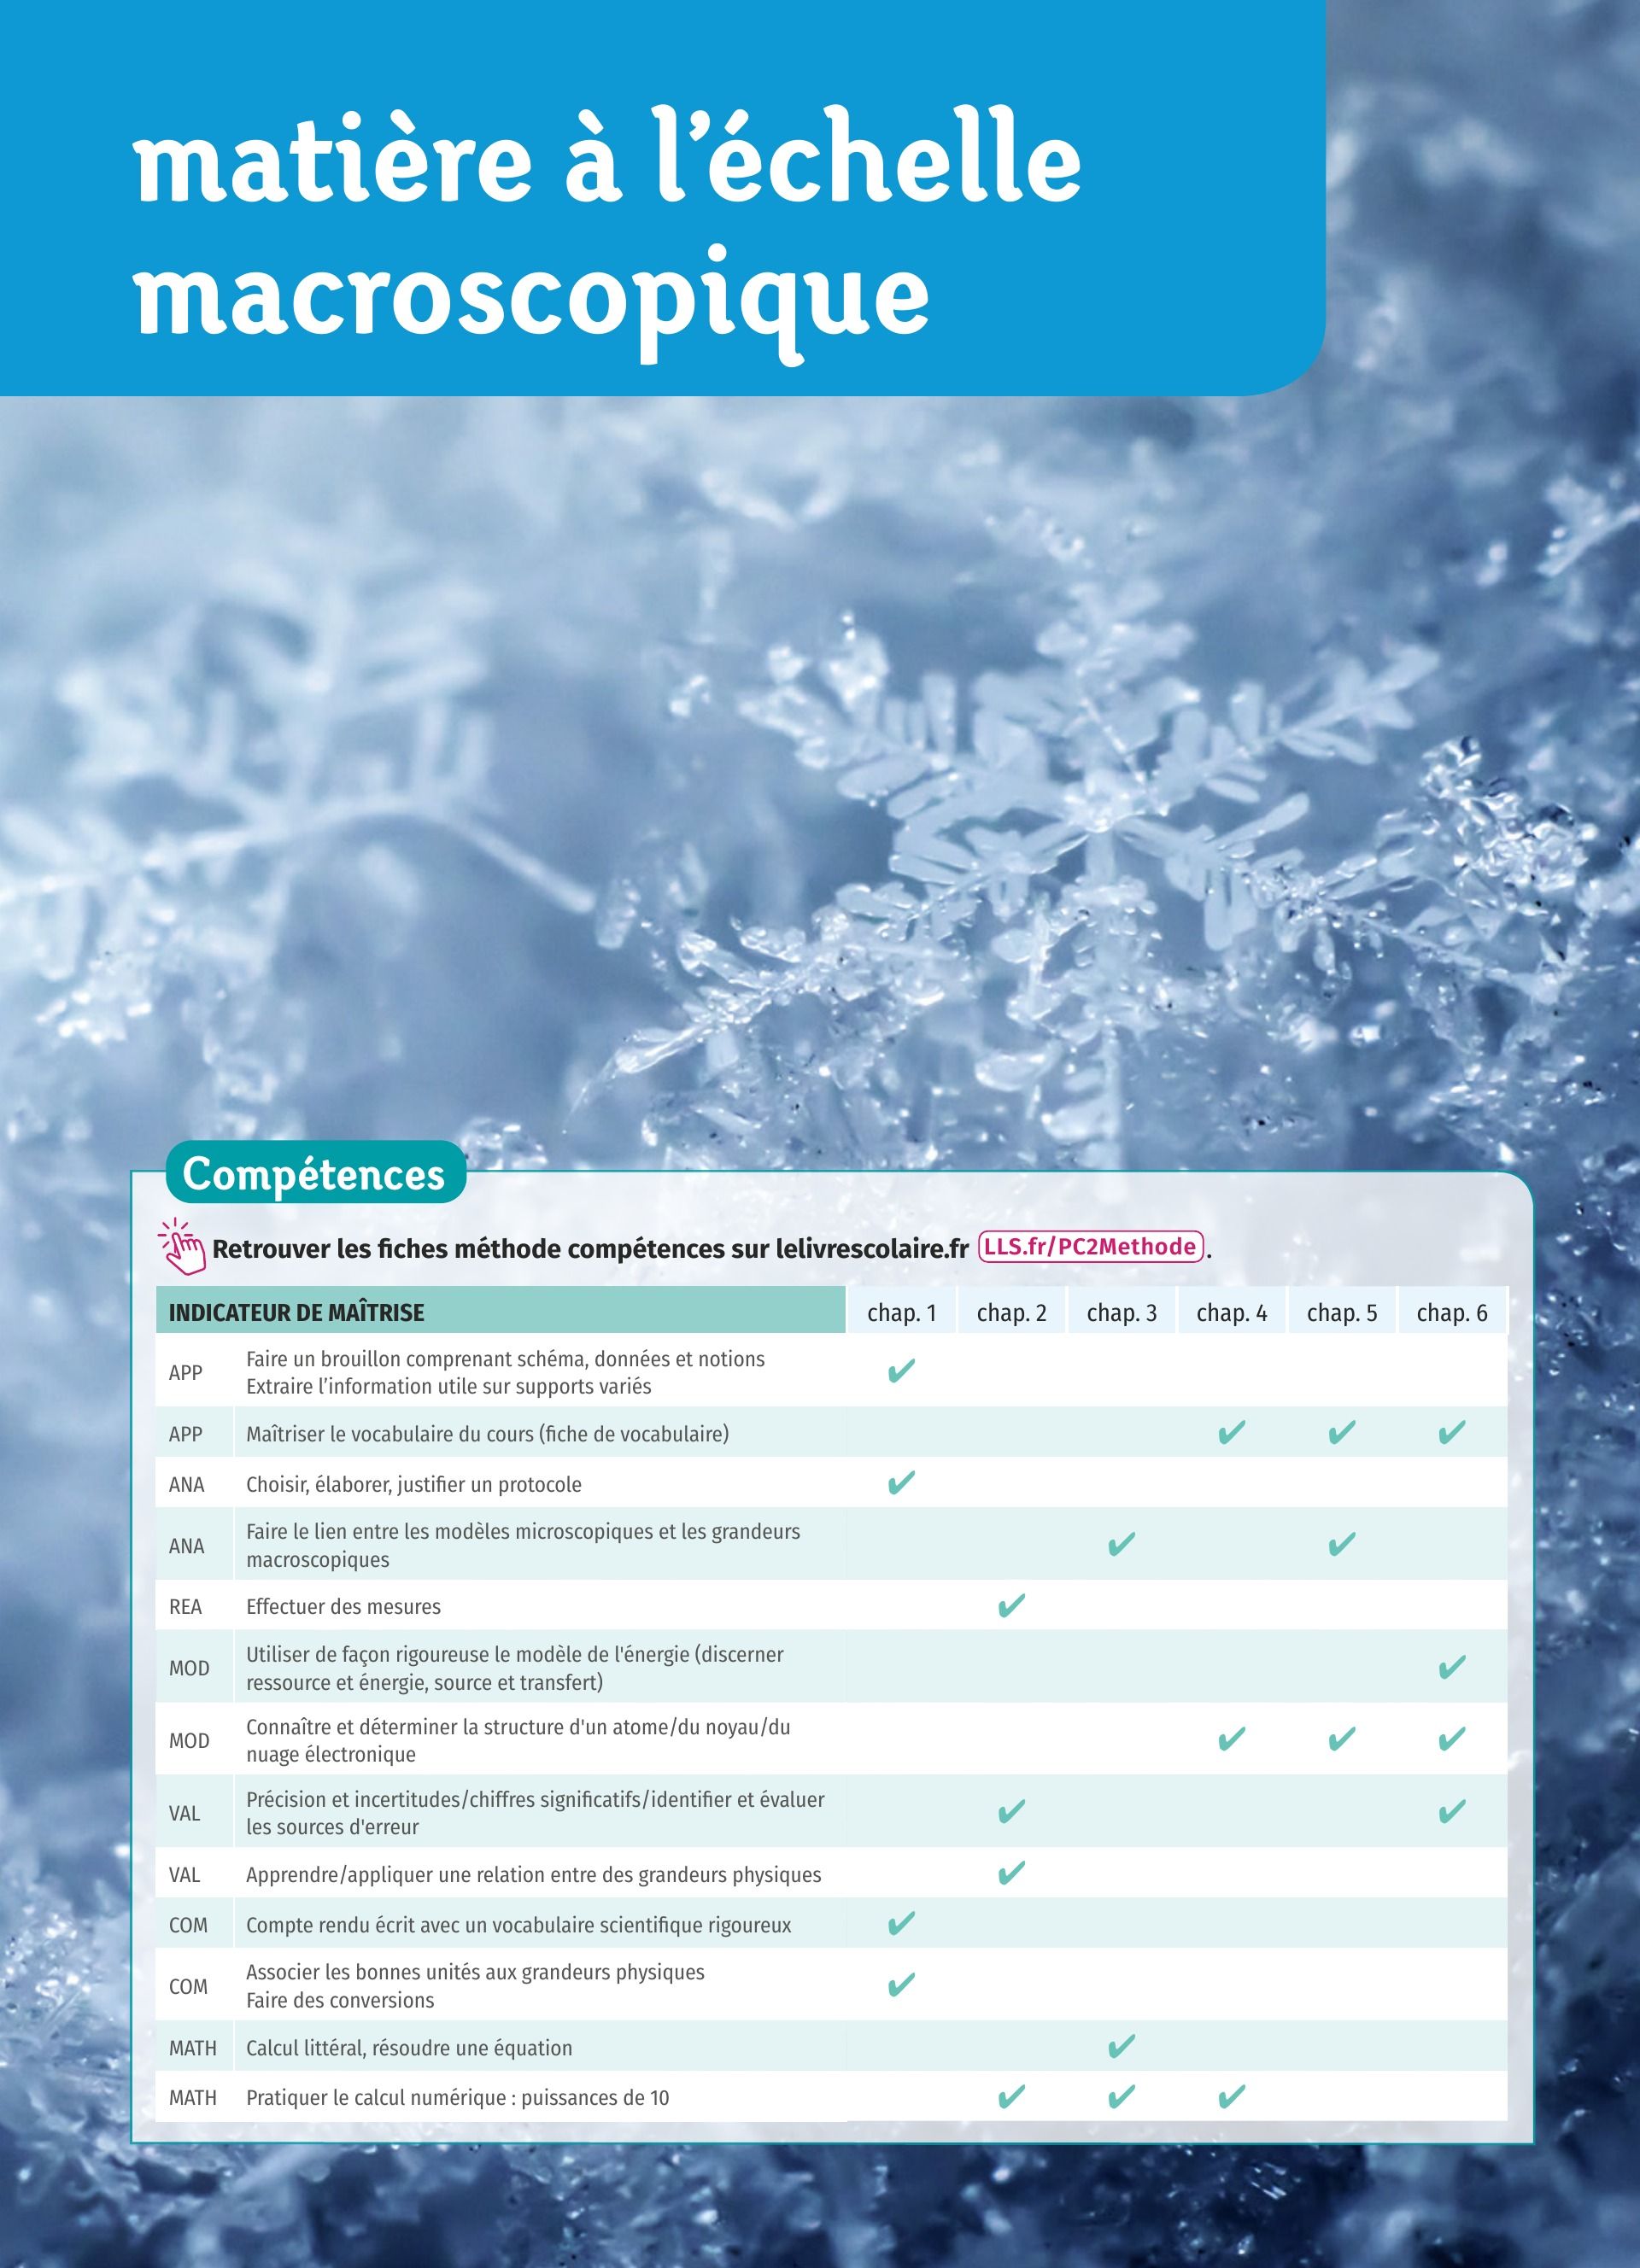 matière à l’échelle
macroscopique
Compétences
Retrouver les fiches méthode compétences sur lelivrescolaire.fr LLS.fr/PC2Methode.
INDICATEUR DE MAÎTRISE chap. 1 chap. 2 chap. 3 chap. 4 chap. 5 chap. 6
APP Faire un brouillon comprenant schéma, données et notions
Extraire l’information utile sur supports variés ✔
APP Maîtriser le vocabulaire du cours (fiche de vocabulaire) ✔ ✔ ✔
ANA Choisir, élaborer, justifier un protocole ✔
ANA Faire le lien entre les modèles microscopiques et les grandeurs
macroscopiques ✔ ✔
REA Effectuer des mesures ✔
MOD Utiliser de façon rigoureuse le modèle de l'énergie (discerner
ressource et énergie, source et transfert) ✔
MOD Connaître et déterminer la structure d'un atome/du noyau/du
nuage électronique ✔ ✔ ✔
VAL Précision et incertitudes/chiffres significatifs/identifier et évaluer
les sources d'erreur ✔ ✔
VAL Apprendre/appliquer une relation entre des grandeurs physiques ✔
COM Compte rendu écrit avec un vocabulaire scientifique rigoureux ✔
COM Associer les bonnes unités aux grandeurs physiques
Faire des conversions ✔
MATH Calcul littéral, résoudre une équation ✔
MATH Pratiquer le calcul numérique : puissances de 10 ✔ ✔ ✔